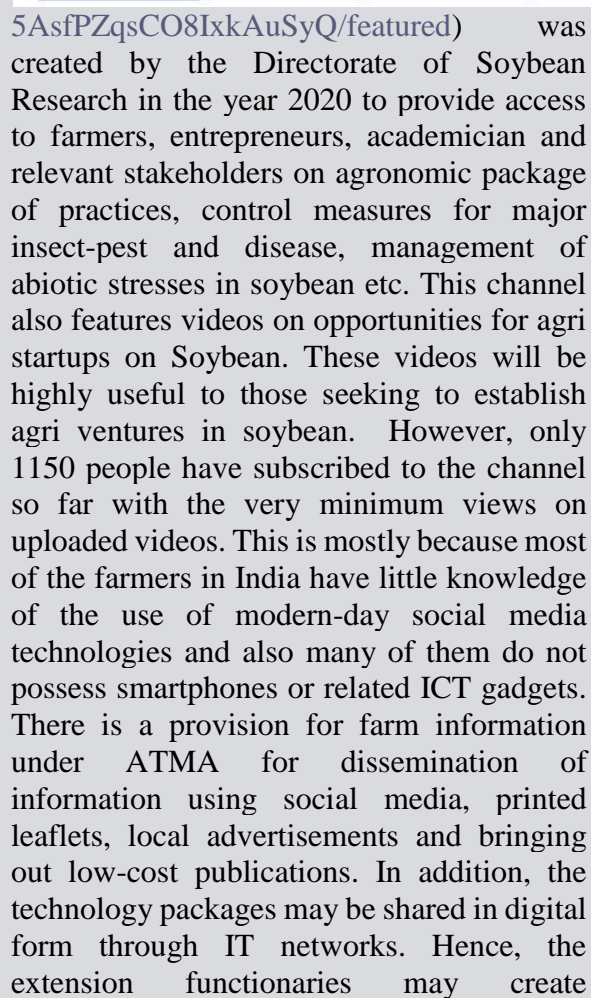 5AsfPZqsCO8IxkAuSyQ/featured) was
created by the Directorate of Soybean
Research in the year 2020 to provide access
to farmers, entrepreneurs, academician and
relevant stakeholders on agronomic package
of practices, control measures for major
insect-pest and disease, management of
abiotic stresses in soybean etc. This channel
also features videos on opportunities for agri
startups on Soybean. These videos will be
highly useful to those seeking to establish
agri ventures in soybean. However, only
1150 people have subscribed to the channel
so far with the very minimum views on
uploaded videos. This is mostly because most
of the farmers in India have little knowledge
of the use of modern-day social media
technologies and also many of them do not
possess smartphones or related ICT gadgets.
There is a provision for farm information
under ATMA for dissemination of
information using social media, printed
leaflets, local advertisements and bringing
out low-cost publications. In addition, the
technology packages may be shared in digital
form through IT networks. Hence, the
extension functionaries may create